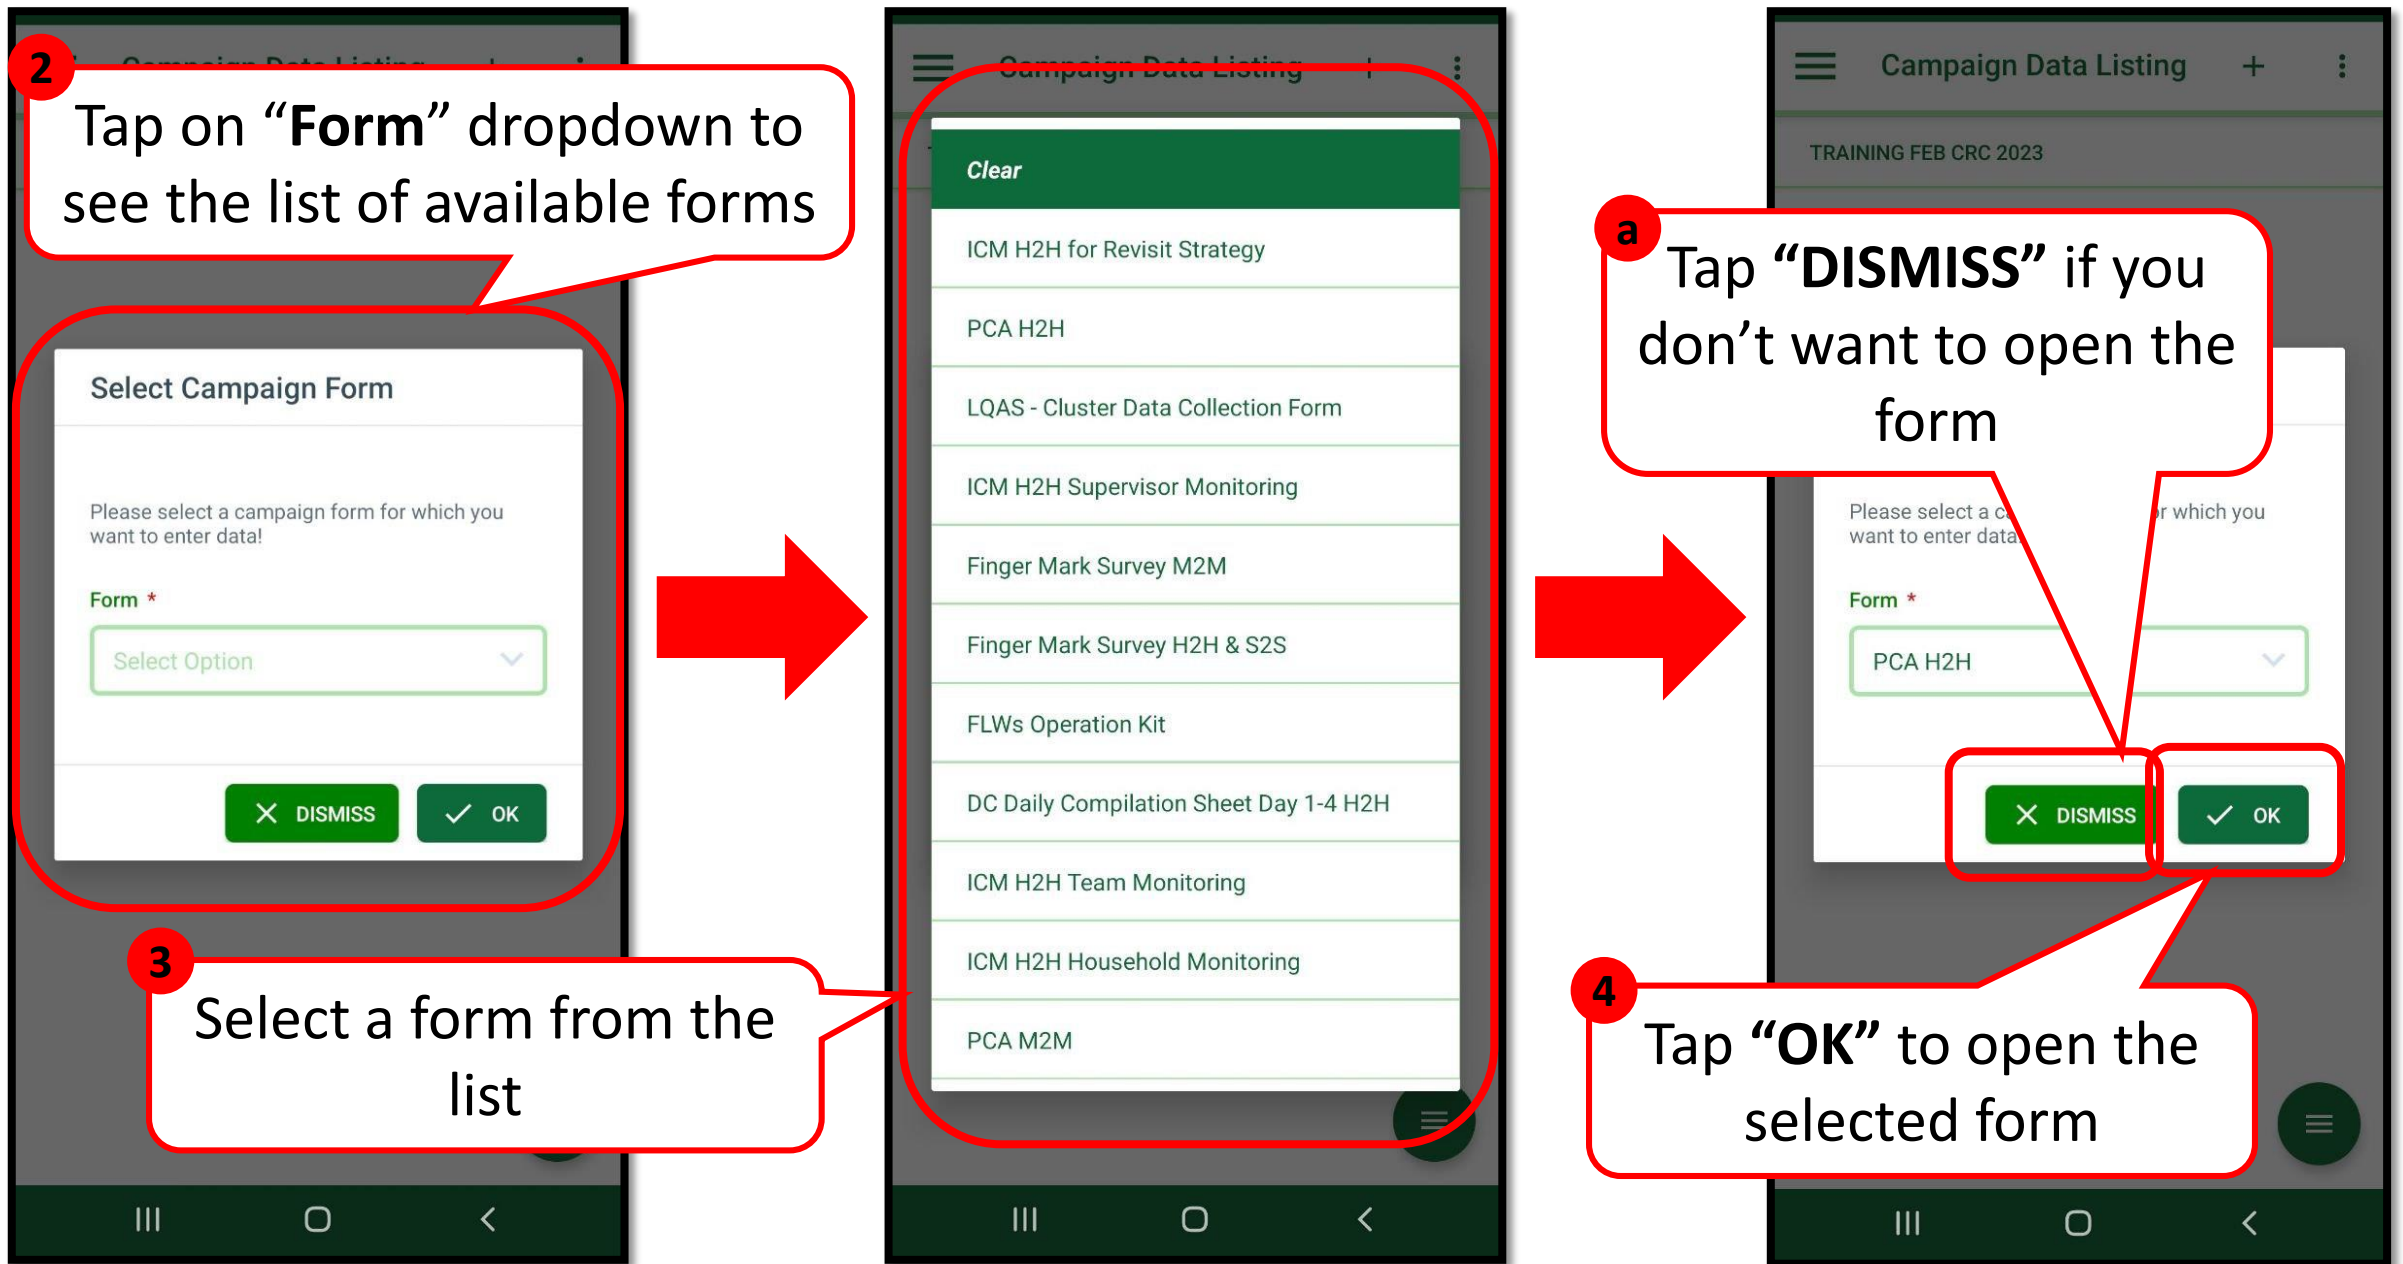 2
Campaign Data Listing +
Tap on “Form” dropdown to
see the list of available forms
Select Campaign Form
Please select a campaign form for which you
want to enter data!
Form *
Select Option
DISMISS
OK
3
Select a form from the
list
Campaign Data Listing +
Clear
ICM H2H for Revisit Strategy
PCA H2H
LQAS - Cluster Data Collection Form
ICM H2H Supervisor Monitoring
Finger Mark Survey M2M
Finger Mark Survey H2H & S2S
FLWs Operation Kit
DC Daily Compilation Sheet Day 1-4 H2H
ICM H2H Team Monitoring
ICM H2H Household Monitoring
PCA M2M
Campaign Data Listing +
TRAINING FEB CRC 2023
a
Tap “DISMISS” if you
don’t want to open the
form
Please select a which you
want to enter data
Form *
PCA H2H
DISMISS
OK
4
Tap “OK” to open the
selected form